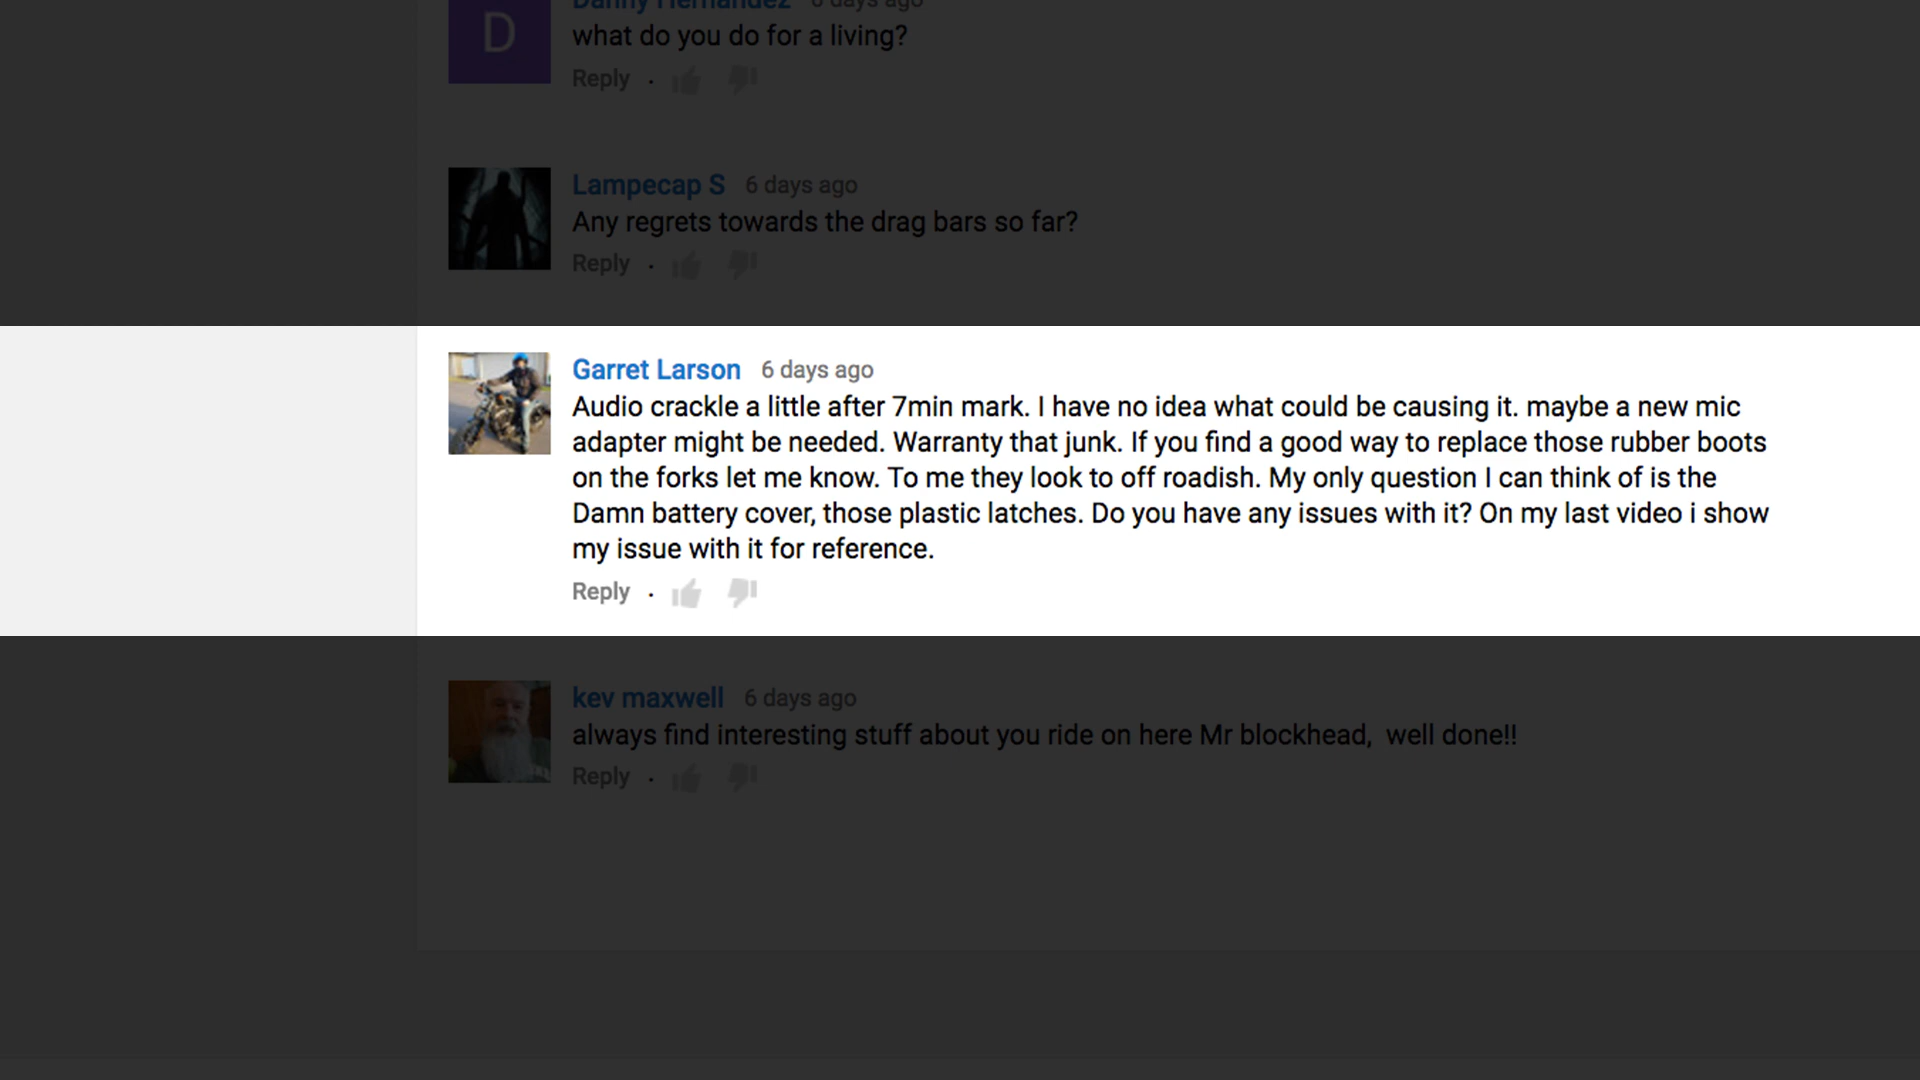 D
Danny Hernandez 6 days ago
what do you do for a living?
Reply .
Lampecap S 6 days ago
Any regrets towards the drag bars so far?
Reply .
Garret Larson 6 days ago
Audio crackle a little after 7min mark. I have no idea what could be causing it. maybe a new mic
adapter might be needed. Warranty that junk. If you find a good way to replace those rubber boots
on the forks let me know. To me they look to off roadish. My only question I can think of is the
Damn battery cover, those plastic latches. Do you have any issues with it? On my last video i show
my issue with it for reference.
Reply .
kev maxwell 6 days ago
always find interesting stuff about you ride on here Mr blockhead, well done!!
Reply .